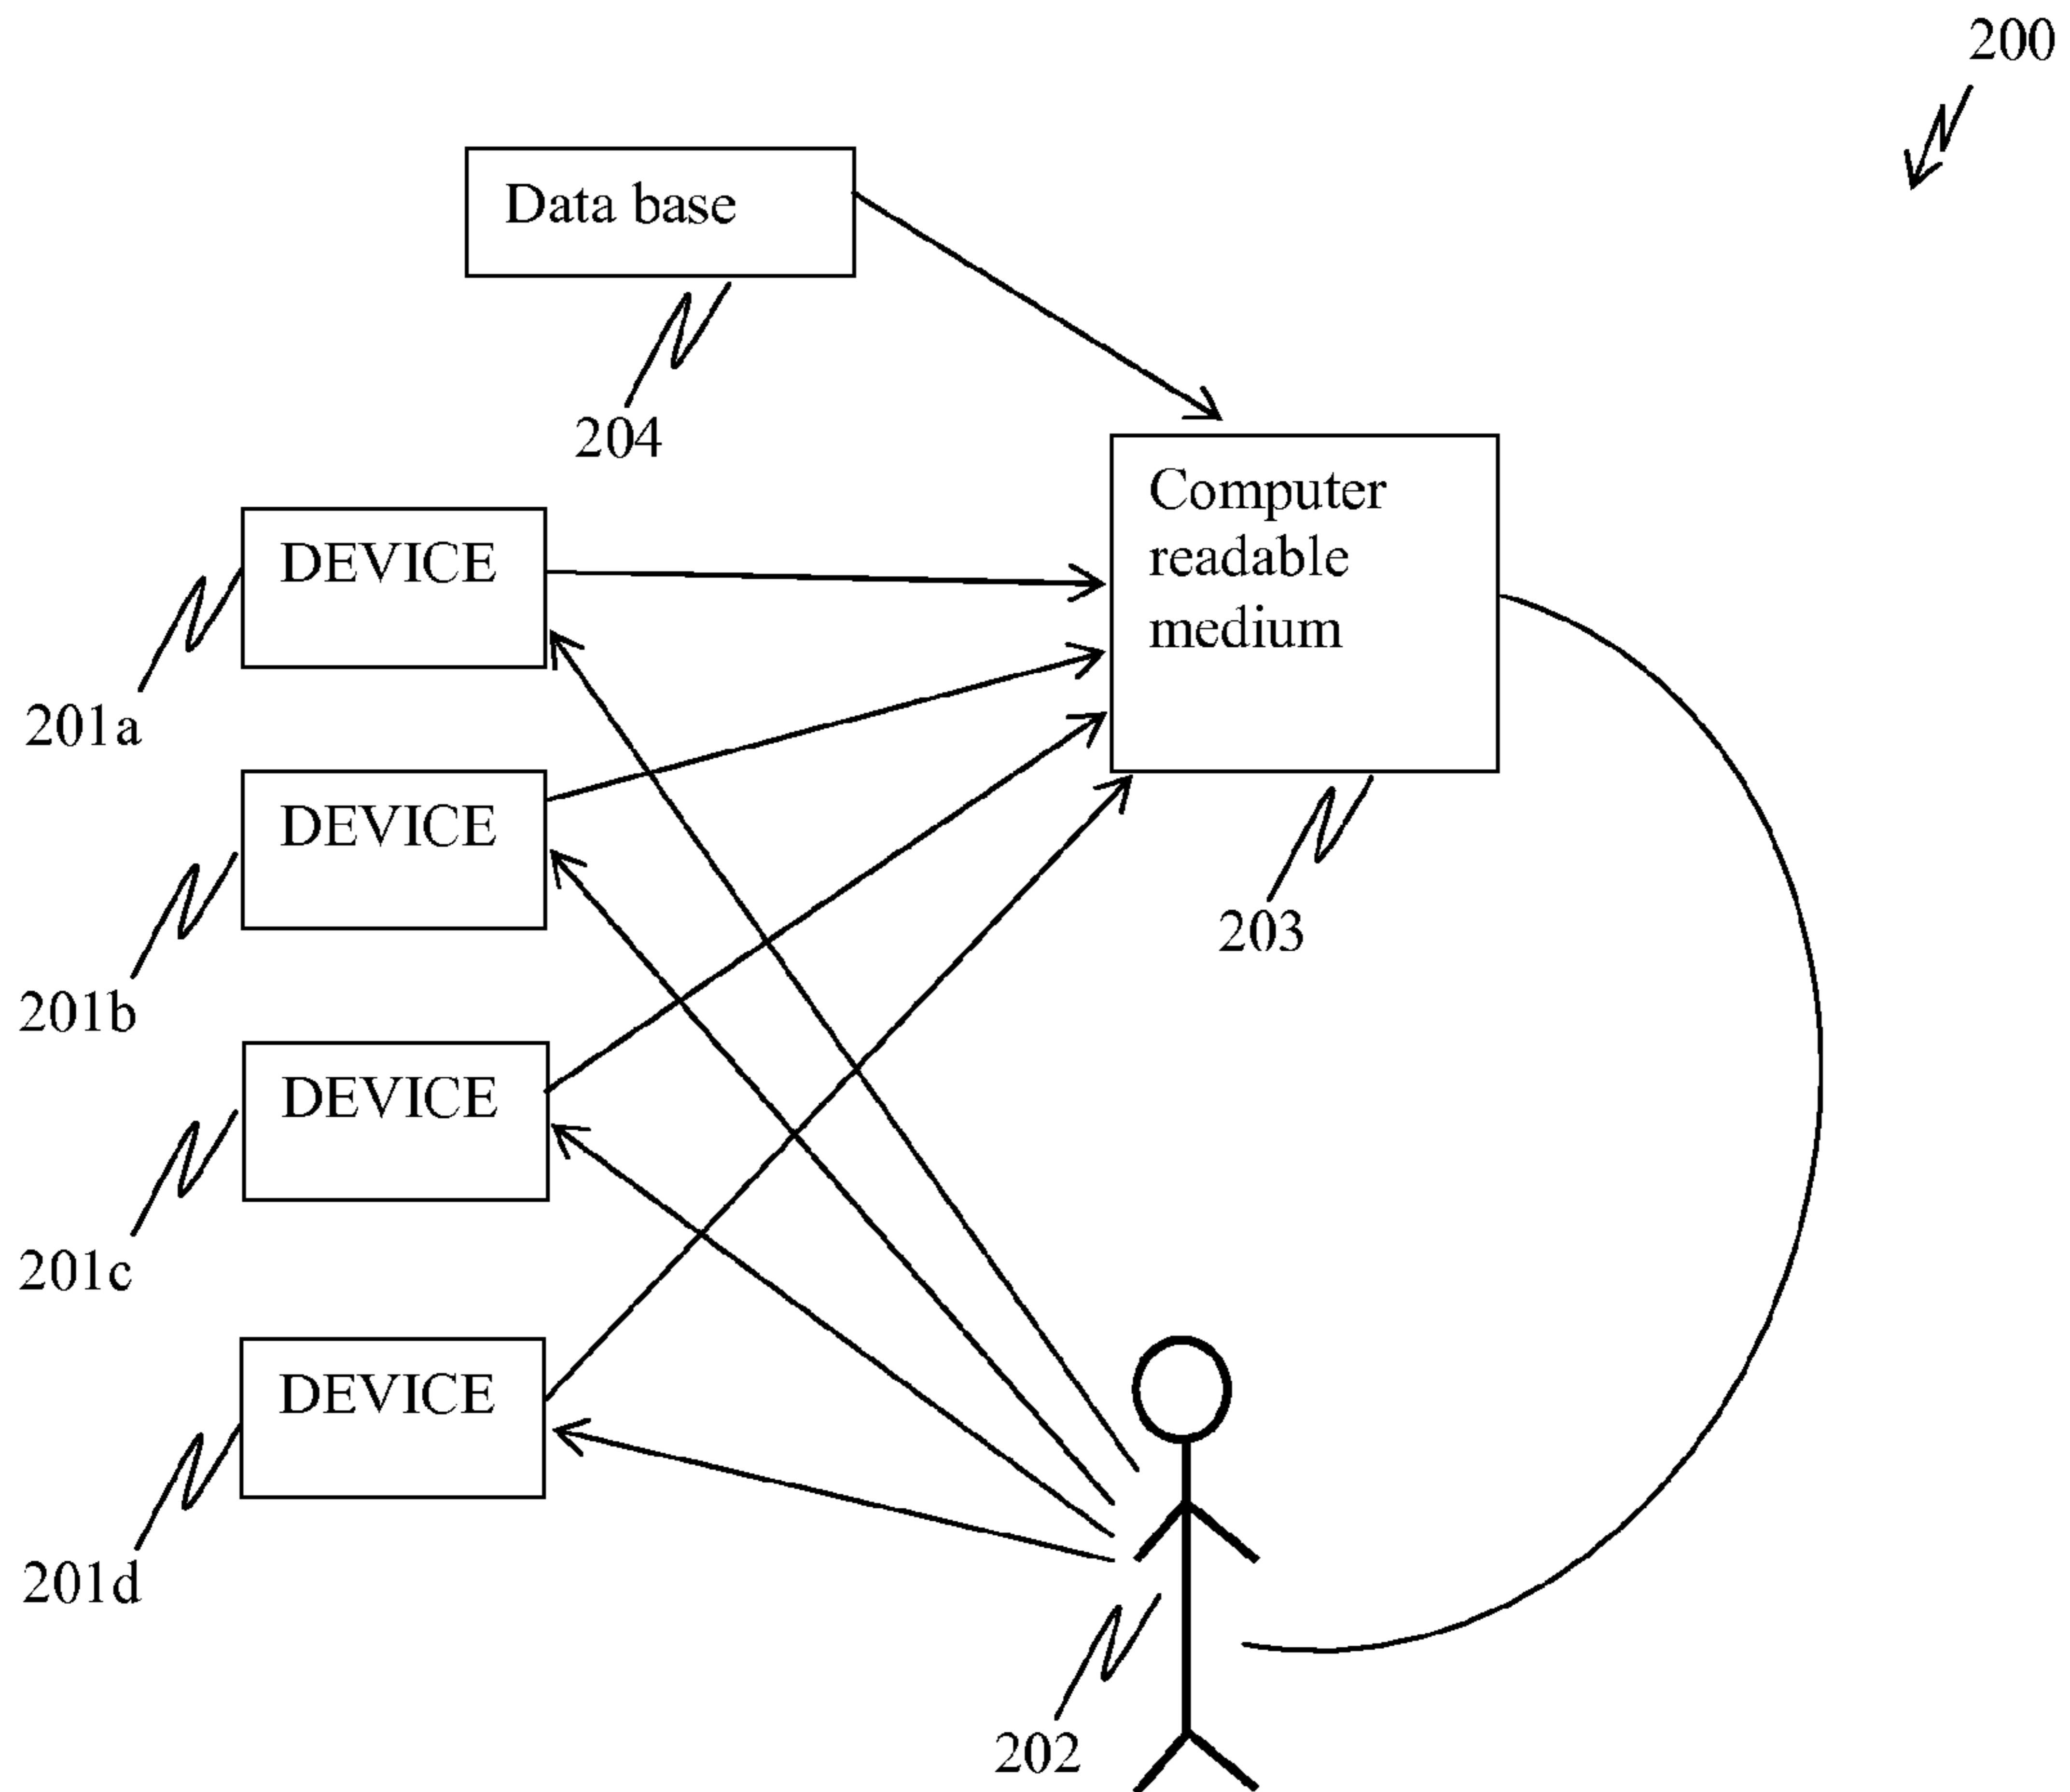 200
Data base
204
Computer
readable
medium
DEVICE
201a
DEVICE
203
201b
DEVICE
201c
DEVICE
201d
202